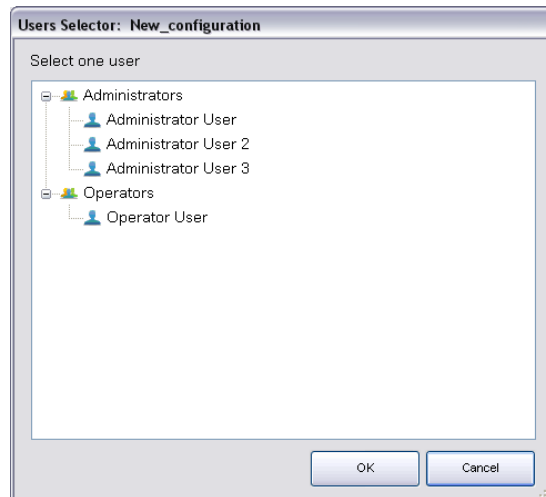 Users Selector: New_configuration
Select one user
Administrators
Administrator User
Administrator User 2
Administrator User 3
Operators
Operator User
OK Cancel